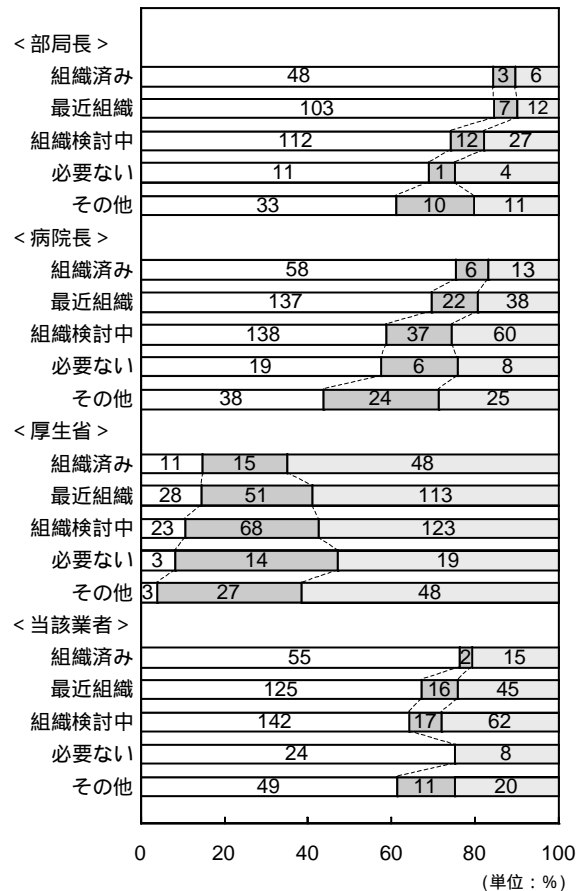 < 部局長 >
組織済み 48 3 6
最近組織 103 7 12
組織検討中 112 12 27
必要ない 11 1 4
その他 33 10 11
< 病院長 >
組織済み 58 6 13
最近組織 137 22 38
組織検討中 138 37 60
必要ない 19 6 8
その他 38 24 25
< 厚生省 >
組織済み 11 15 48
最近組織 28 51 113
組織検討中 23 68 123
必要ない 3 14 19
その他 3 27 48
< 当該業者 >
組織済み 55 2 15
最近組織 125 16 45
組織検討中 142 17 62
必要ない 24 8
その他 49 11 20
0 20 40 60 80 100
(単位：%)